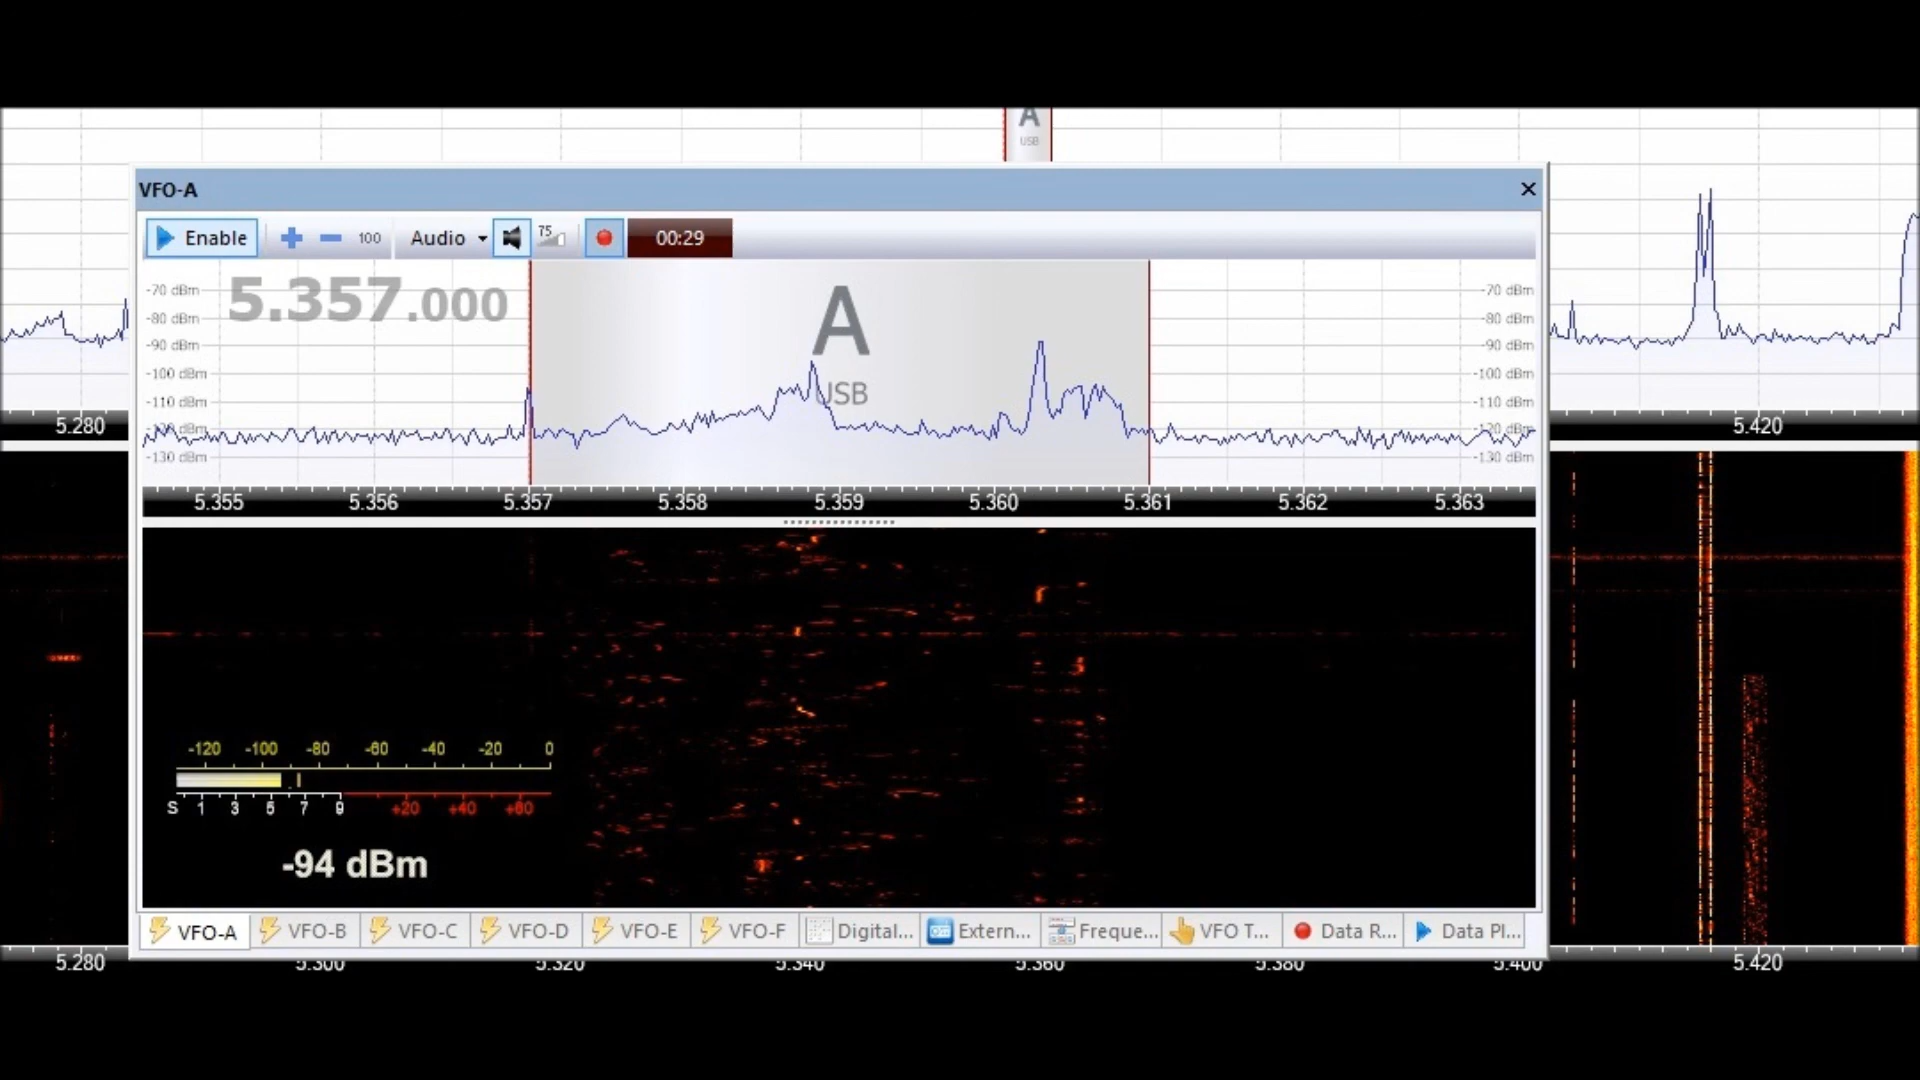 A
USB
VFO-A
Enable 100 Audio 75 00:29
5.357.000
A
USB
-70 dBm -70 dBm
-80 dBm -80 dBm
-90 dBm -90 dBm
-100 dBm -100 dBm
-110 dBm -110 dBm
-120 dBm -120 dBm
-130 dBm -130 dBm
5.280 5.420
5.355 5.356 5.357 5.358 5.359 5.360 5.361 5.362 5.363
-120 -100 -80 -60 -40 -20 0
S 1 3 5 7 9 +20 +40 +60
-94 dBm
VFO-A VFO-B VFO-C VFO-D VFO-E VFO-F Digital... Extern... Freque... VFO T... Data R... Data Pl...
5.280 5.300 5.320 5.340 5.360 5.380 5.400 5.420